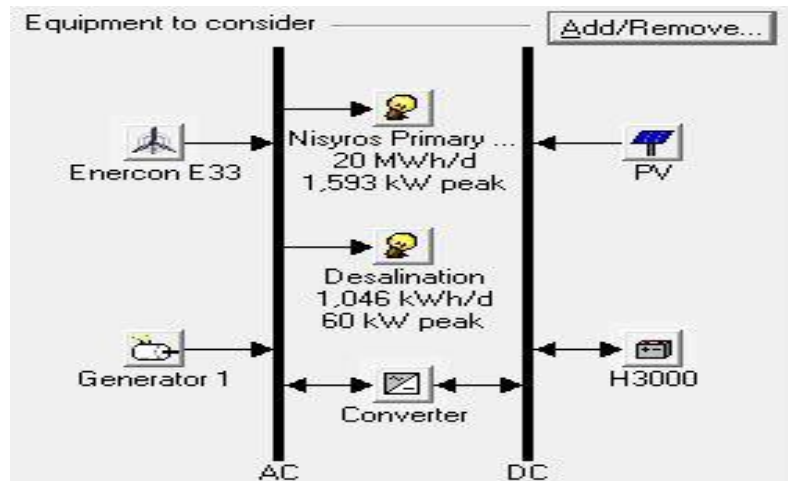 Equipment to consider
Add/Remove...
Enercon E33
Nisyros Primary ...
20 MWh/d
1,593 kW peak
PV
Desalination
1,046 kWh/d
60 kW peak
Generator 1
H3000
Converter
AC
DC